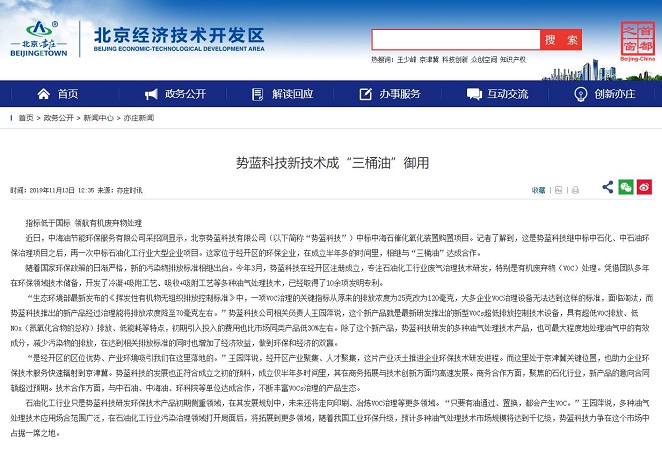 北京亦庄
BEIJINGETOWN
北京经济技术开发区
BEIJING ECONOMIC-TECHNOLOGICAL DEVELOPMENT AREA
搜 索
热搜词: 王少峰 京津冀 科技创新 众创空间 知识产权
首都之窗
Beijing-China
首页 政务公开 解读回应 办事服务 互动交流 创新亦庄
首页 > 政务公开 > 新闻中心 > 亦庄新闻
势蓝科技新技术成“三桶油”御用
时间: 2019年11月13日 12:35 来源: 亦庄时讯
收藏
指标低于国标 领航有机废弃物处理
近日，中海油节能环保服务有限公司采招网显示，北京势蓝科技有限公司（以下简称“势蓝科技”）中标中海石催化氧化装置购置项目。记者了解到，这是势蓝科技继中标中石化、中石油环
保治理项目之后，再一次中标石油化工行业大型企业项目。这家位于经开区的环保企业，在成立半年多的时间里，相继与“三桶油”达成合作。
随着国家环保政策的日渐严格，新的污染物排放标准相继出台。今年3月，势蓝科技在经开区注册成立，专注石油化工行业废气治理技术研发，特别是有机废弃物（VOC）处理。凭借团队多年
在环保领域技术储备，开发了冷凝+吸附工艺、吸收+吸附工艺等多种油气处理技术，已经取得了10余项发明专利。
“生态环境部最新发布的《挥发性有机物无组织排放控制标准》中，一项VOC治理的关键指标从原来的排放浓度为25克改为120毫克，大多企业VOC治理设备无法达到这样的标准，面临淘汰，而
势蓝科技推出的新产品经过治理能将排放浓度降至70毫克左右。”势蓝科技公司相关负责人王园萍说，这个新产品就是最新研发推出的新型VOCs超低排放控制技术设备，具有超低VOC排放、低
NOx（氮氧化合物的总称）排放、低能耗等特点，初期引入投入的费用也比市场同类产品低30%左右。除了这个新产品，势蓝科技研发的多种油气处理技术产品，也可最大程度地处理油气中的有效
成分，减少污染物的排放，在达到相关排放标准的同时也增加了经济效益，做到环保和经济的双赢。
“是经开区的区位优势、产业环境吸引我们在这里落地的。”王园萍说，经开区产业聚集、人才聚集，这片产业沃土推进企业环保技术研发进程。而这里处于京津冀关键位置，也助力企业环
保技术服务快速辐射到京津冀。势蓝科技的发展也正符合成立之初的预料，成立仅半年多时间里，其在商务拓展与技术创新方面均高速发展。商务合作方面，聚焦的石化行业，新产品的意向合同
额超过预期。技术合作方面，与中石油、中海油、环科院等单位达成合作，不断丰富VOCs治理的产品生态。
石油化工行业只是势蓝科技研发环保技术产品初期侧重领域，在其发展规划中，未来还将走向印刷、冶炼VOC治理等更多领域。“只要有油通过、置换，都会产生VOC。”王园萍说，多种油气
处理技术应用场合范围广泛，在石油化工行业污染治理领域打开局面后，将拓展到更多领域，随着我国工业环保升级，预计多种油气处理技术市场规模将达到千亿级，势蓝科技力争在这个市场中
占据一席之地。